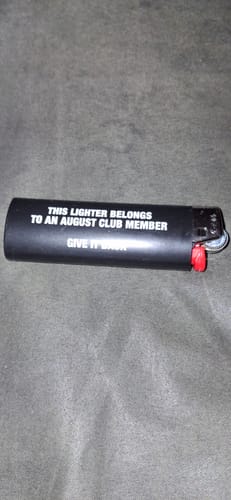 THIS LIGHTER BELONGS
TO AN AUGUST CLUB MEMBER
GIVE IT BACK